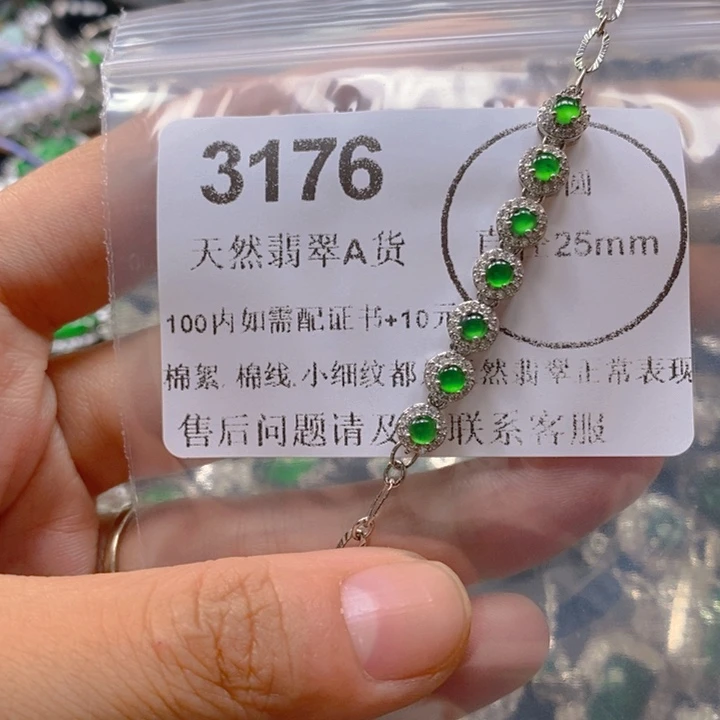 3176
圆
天然翡翠A货
25mm
100内如需配证书+10元
棉絮.棉线.小细纹都 然翡翠正常表现
售后问题请及 联系客服